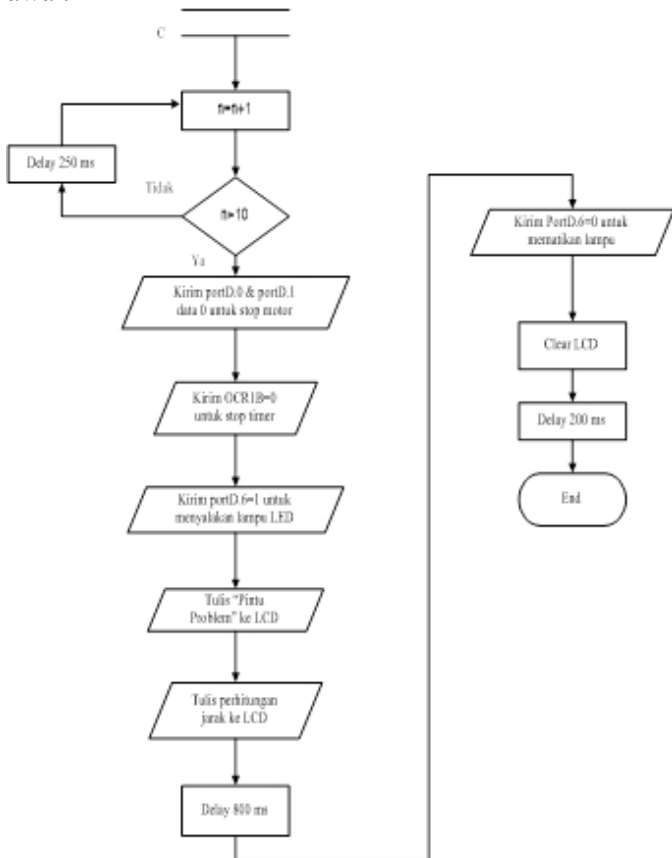 C
n=n+1
Delay 250 ms
Tidak
n>10
Ya
Kirim portD.0 & portD.1
data 0 untuk stop motor
Kirim OCR1B=0
untuk stop timer
Kirim portD.6=1 untuk
menyalakan lampu LED
Tulis “Pintu
Problem” ke LCD
Tulis perhitungan
jarak ke LCD
Delay 800 ms
Kirim PortD.6=0 untuk
mematikan lampu
Clear LCD
Delay 200 ms
End